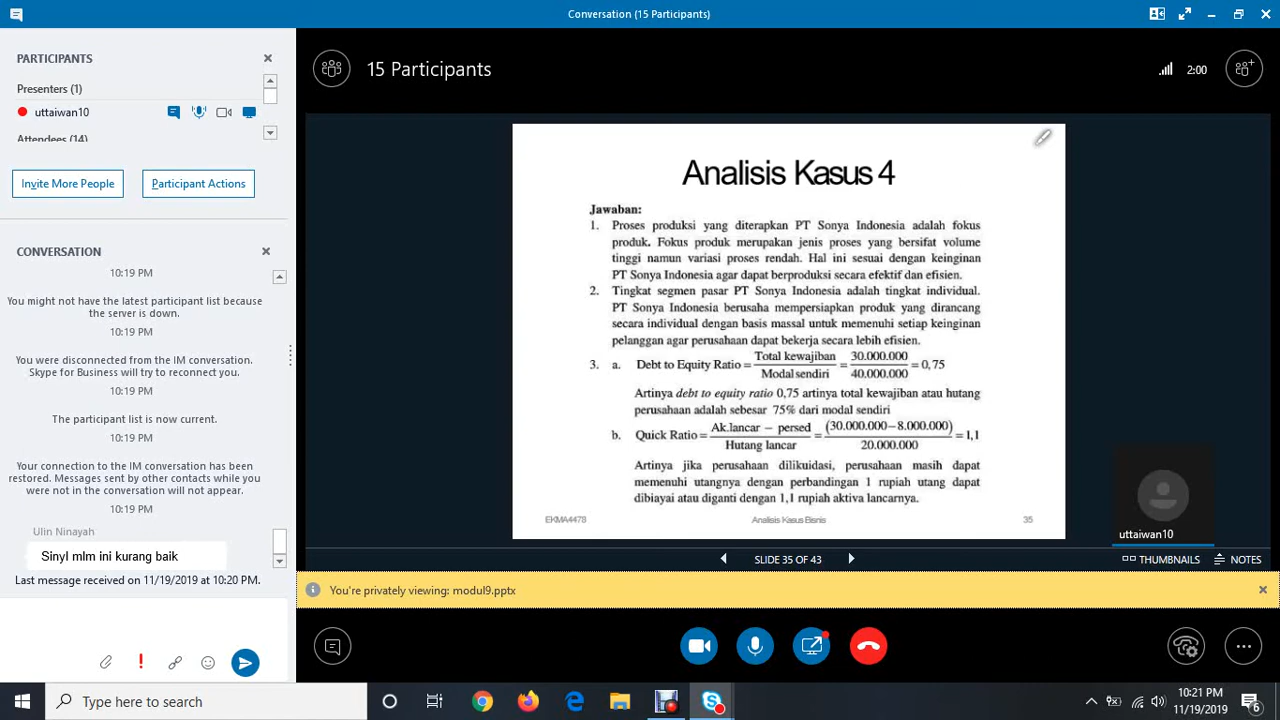 Conversation (15 Participants)
PARTICIPANTS
Presenters (1)
uttaiwan10
Attendees (14)
Invite More People
Participant Actions
CONVERSATION
10:19 PM
You might not have the latest participant list because
the server is down.
10:19 PM
You were disconnected from the IM conversation.
Skype for Business will try to reconnect you.
10:19 PM
The participant list is now current.
10:19 PM
Your connection to the IM conversation has been
restored. Messages sent by other contacts while you
were not in the conversation will not appear.
10:19 PM
Ulin Ninayah
Sinyl mlm ini kurang baik
Last message received on 11/19/2019 at 10:20 PM.
15 Participants
2:00
Analisis Kasus 4
Jawaban:
1. Proses produksi yang diterapkan PT Sonya Indonesia adalah fokus
produk. Fokus produk merupakan jenis proses yang bersifat volume
tinggi namun variasi proses rendah. Hal ini sesuai dengan keinginan
PT Sonya Indonesia agar dapat berproduksi secara efektif dan efisien.
2. Tingkat segmen pasar PT Sonya Indonesia adalah tingkat individual.
PT Sonya Indonesia berusaha mempersiapkan produk yang dirancang
secara individual dengan basis massal untuk memenuhi setiap keinginan
pelanggan agar perusahaan dapat bekerja secara lebih efisien.
3. a. Debt to Equity Ratio = Total kewajiban / Modal sendiri = 30.000.000 / 40.000.000 = 0,75
Artinya debt to equity ratio 0,75 artinya total kewajiban atau hutang
perusahaan adalah sebesar 75% dari modal sendiri
b. Quick Ratio = Ak.lancar – persed / Hutang lancar = (30.000.000–8.000.000) / 20.000.000 = 1,1
Artinya jika perusahaan dilikuidasi, perusahaan masih dapat
memenuhi utangnya dengan perbandingan 1 rupiah utang dapat
dibiayai atau diganti dengan 1,1 rupiah aktiva lancarnya.
EKMA4478 Analisis Kasus Bisnis 35
uttaiwan10
SLIDE 35 OF 43
THUMBNAILS NOTES
You're privately viewing: modul9.pptx
Type here to search
10:21 PM
11/19/2019
6